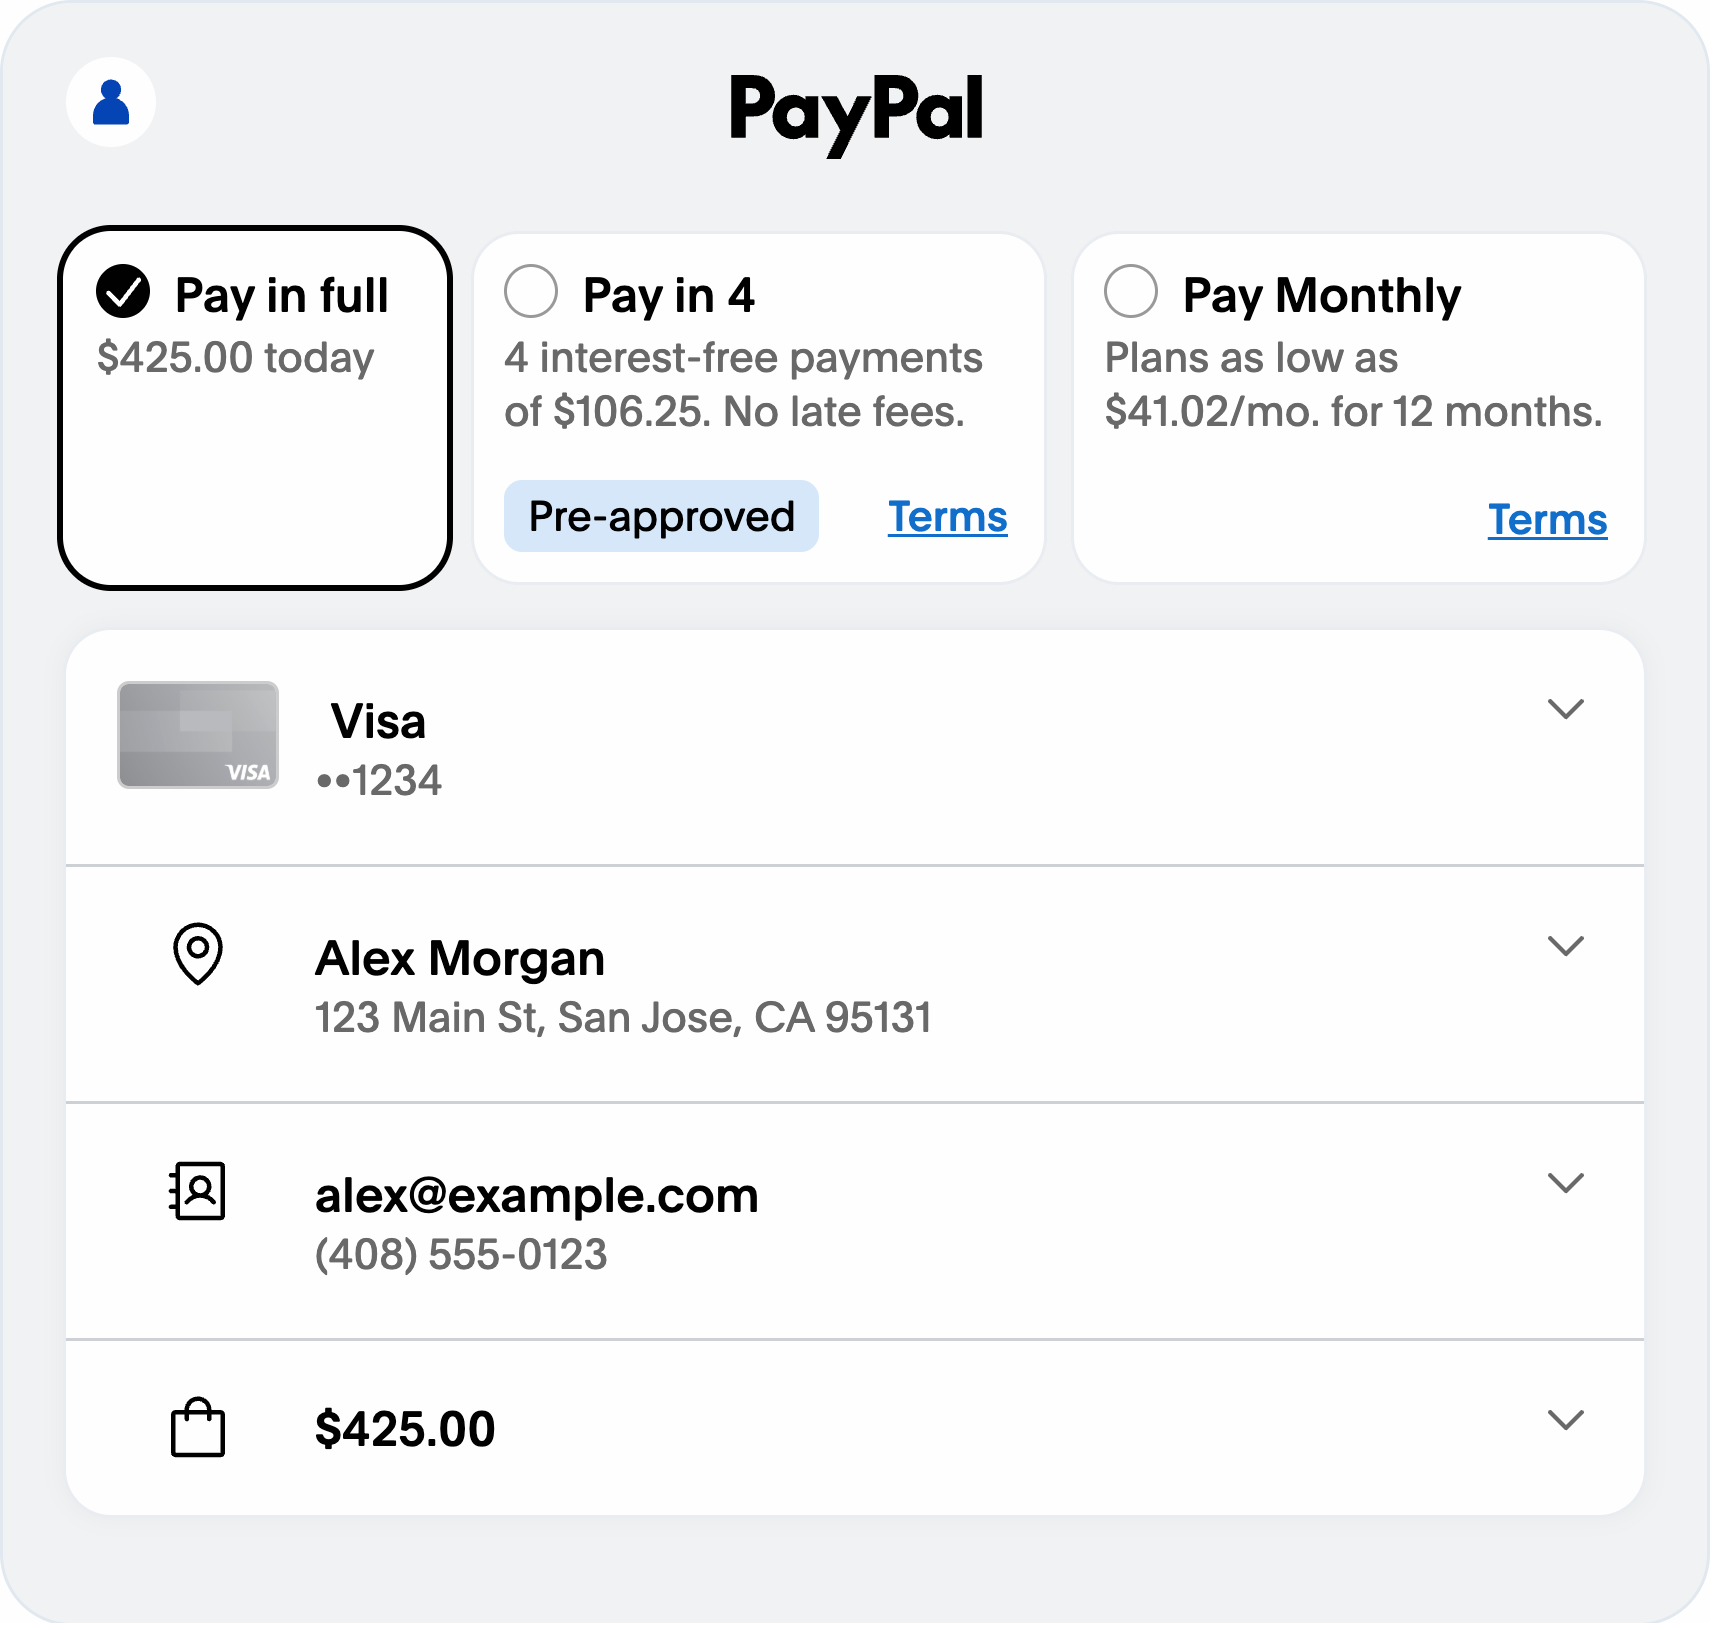 PayPal
Pay in full
$425.00 today
Pay in 4
4 interest-free payments
of $106.25. No late fees.
Pre-approved
Terms
Pay Monthly
Plans as low as
$41.02/mo. for 12 months.
Terms
VISA
Visa
••1234
Alex Morgan
123 Main St, San Jose, CA 95131
alex@example.com
(408) 555-0123
$425.00